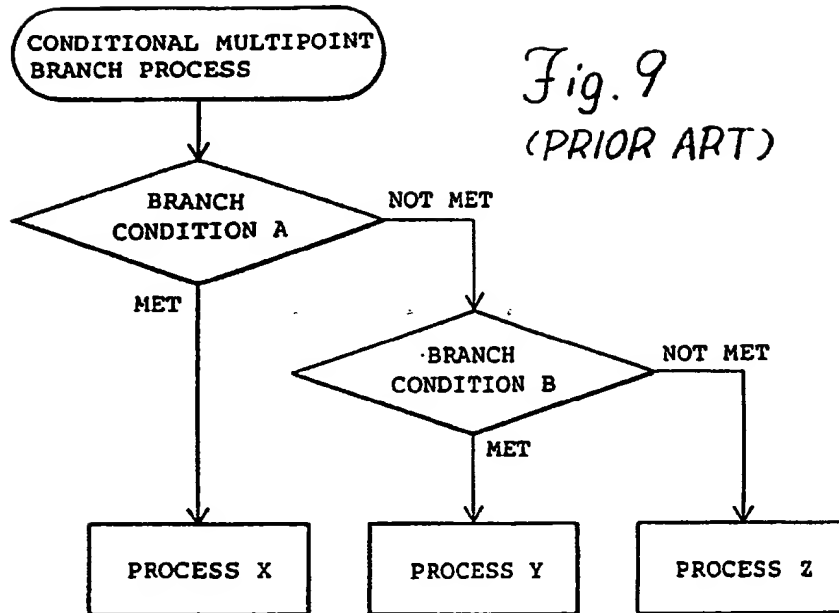 CONDITIONAL MULTIPOINT
BRANCH PROCESS
Fig. 9
(PRIOR ART)
BRANCH
CONDITION A
NOT MET
MET
BRANCH
CONDITION B
NOT MET
MET
PROCESS X
PROCESS Y
PROCESS Z